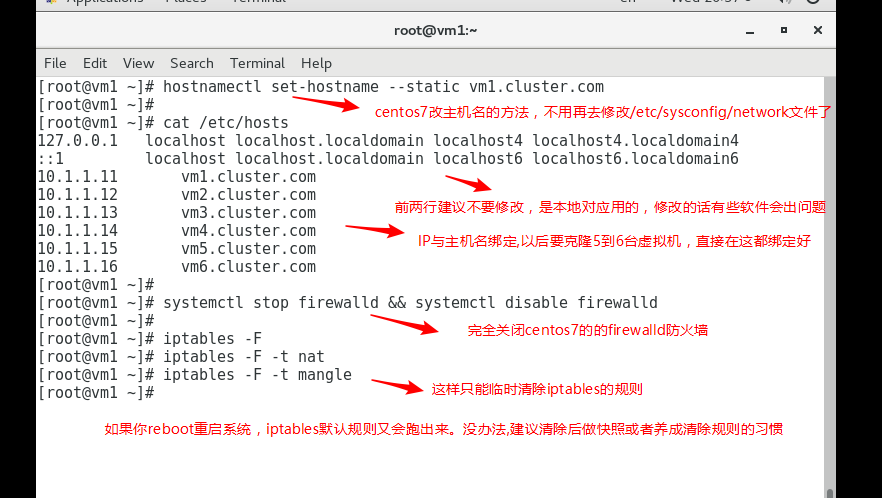 Applications Places Terminal en Wed 20:37
root@vm1:~
File Edit View Search Terminal Help
[root@vm1 ~]# hostnamectl set-hostname --static vm1.cluster.com
[root@vm1 ~]#
centos7改主机名的方法，不用再去修改/etc/sysconfig/network文件了
[root@vm1 ~]# cat /etc/hosts
127.0.0.1   localhost localhost.localdomain localhost4 localhost4.localdomain4
::1         localhost localhost.localdomain localhost6 localhost6.localdomain6
10.1.1.11       vm1.cluster.com
10.1.1.12       vm2.cluster.com
10.1.1.13       vm3.cluster.com
前两行建议不要修改，是本地对应用的，修改的话有些软件会出问题
10.1.1.14       vm4.cluster.com
IP与主机名绑定,以后要克隆5到6台虚拟机，直接在这都绑定好
10.1.1.15       vm5.cluster.com
10.1.1.16       vm6.cluster.com
[root@vm1 ~]#
[root@vm1 ~]# systemctl stop firewalld && systemctl disable firewalld
[root@vm1 ~]#
完全关闭centos7的的firewalld防火墙
[root@vm1 ~]# iptables -F
[root@vm1 ~]# iptables -F -t nat
[root@vm1 ~]# iptables -F -t mangle
这样只能临时清除iptables的规则
[root@vm1 ~]#
如果你reboot重启系统，iptables默认规则又会跑出来。没办法,建议清除后做快照或者养成清除规则的习惯